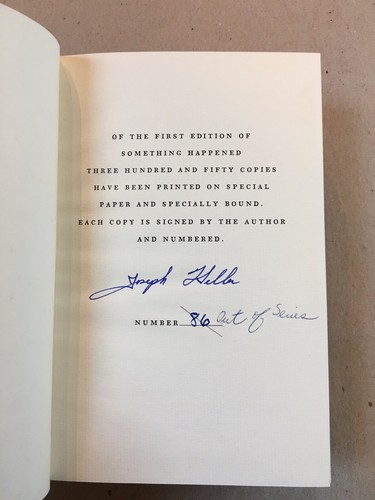 OF THE FIRST EDITION OF
SOMETHING HAPPENED
THREE HUNDRED AND FIFTY COPIES
HAVE BEEN PRINTED ON SPECIAL
PAPER AND SPECIALLY BOUND.
EACH COPY IS SIGNED BY THE AUTHOR
AND NUMBERED.
Joseph Heller
NUMBER 86 Out of Series